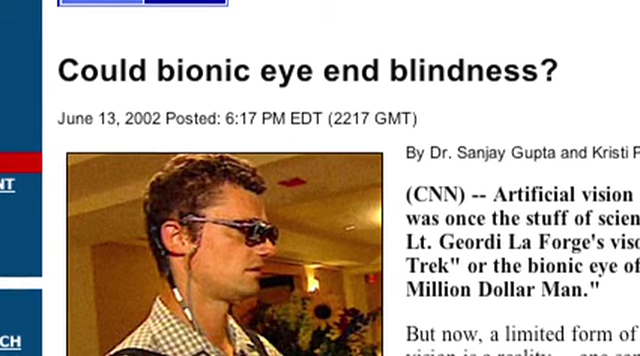 Could bionic eye end blindness?
June 13, 2002 Posted: 6:17 PM EDT (2217 GMT)
By Dr. Sanjay Gupta and Kristi
NT
(CNN) -- Artificial vision
was once the stuff of
Lt. Geordi La Forge's
Trek" or the bionic eye of
Million Dollar Man."
But now, a limited form of
CH